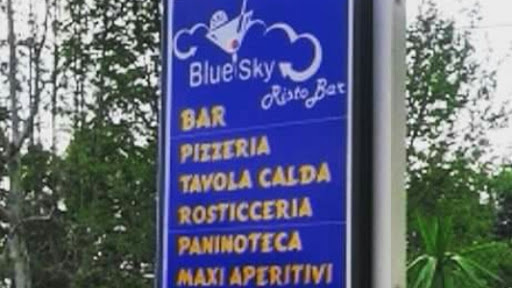 Blue Sky
Risto Bar
BAR
PIZZERIA
TAVOLA CALDA
ROSTICCERIA
PANINOTECA
MAXI APERITIVI